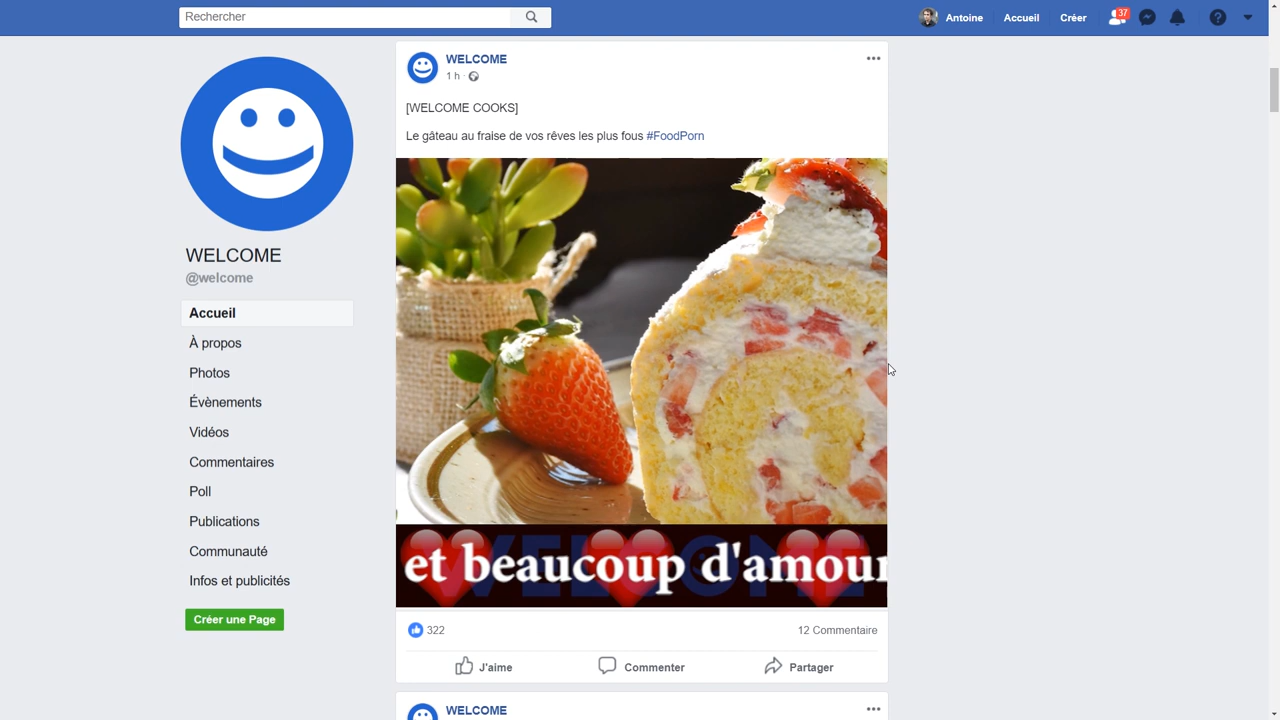 Rechercher
Antoine
Accueil
Créer
37
WELCOME
@welcome
Accueil
À propos
Photos
Évènements
Vidéos
Commentaires
Poll
Publications
Communauté
Infos et publicités
Créer une Page
WELCOME
1 h
[WELCOME COOKS]
Le gâteau au fraise de vos rêves les plus fous #FoodPorn
WELCOME
et beaucoup d'amour
322
12 Commentaire
J'aime
Commenter
Partager
WELCOME